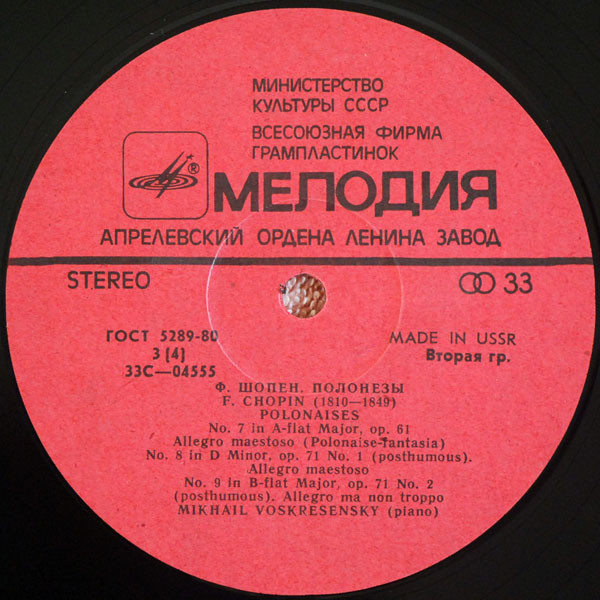 МИНИСТЕРСТВО
КУЛЬТУРЫ СССР
ВСЕСОЮЗНАЯ ФИРМА
ГРАМПЛАСТИНОК
®
МЕЛОДИЯ
АПРЕЛЕВСКИЙ ОРДЕНА ЛЕНИНА ЗАВОД
STEREO 33
ГОСТ 5289-80 MADE IN USSR
3 (4) Вторая гр.
33С—04555
Ф. ШОПЕН. ПОЛОНЕЗЫ
F. CHOPIN (1810—1849)
POLONAISES
No. 7 in A-flat Major, op. 61
Allegro maestoso (Polonaise-fantasia)
No. 8 in D Minor, op. 71 No. 1 (posthumous).
Allegro maestoso
No. 9 in B-flat Major, op. 71 No. 2
(posthumous). Allegro ma non troppo
MIKHAIL VOSKRESENSKY (piano)